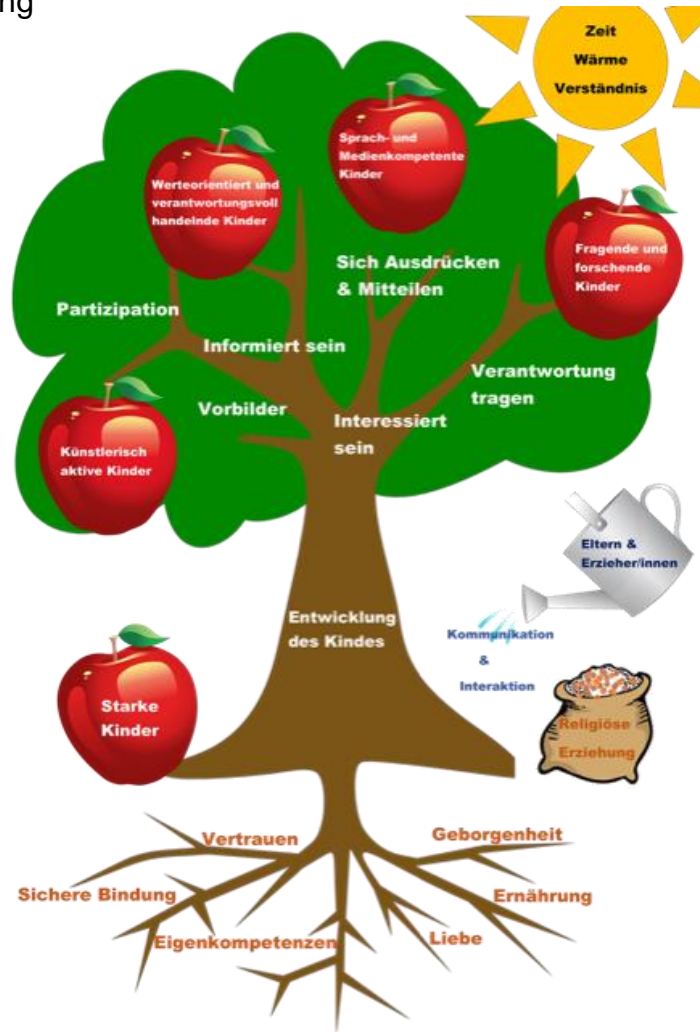 ng
Zeit
Wärme
Verständnis
Sprach- und
Medienkompetente
Kinder
Werteorientiert und
verantwortungsvoll
handelnde Kinder
Fragende und
forschende
Kinder
Sich Ausdrücken
& Mitteilen
Partizipation
Informiert sein
Verantwortung
tragen
Vorbilder
Interessiert
sein
Künstlerisch
aktive Kinder
Eltern &
Erzieher/innen
Entwicklung
des Kindes
Kommunikation
&
Interaktion
Starke
Kinder
Religiöse
Erziehung
Vertrauen
Geborgenheit
Sichere Bindung
Ernährung
Eigenkompetenzen
Liebe